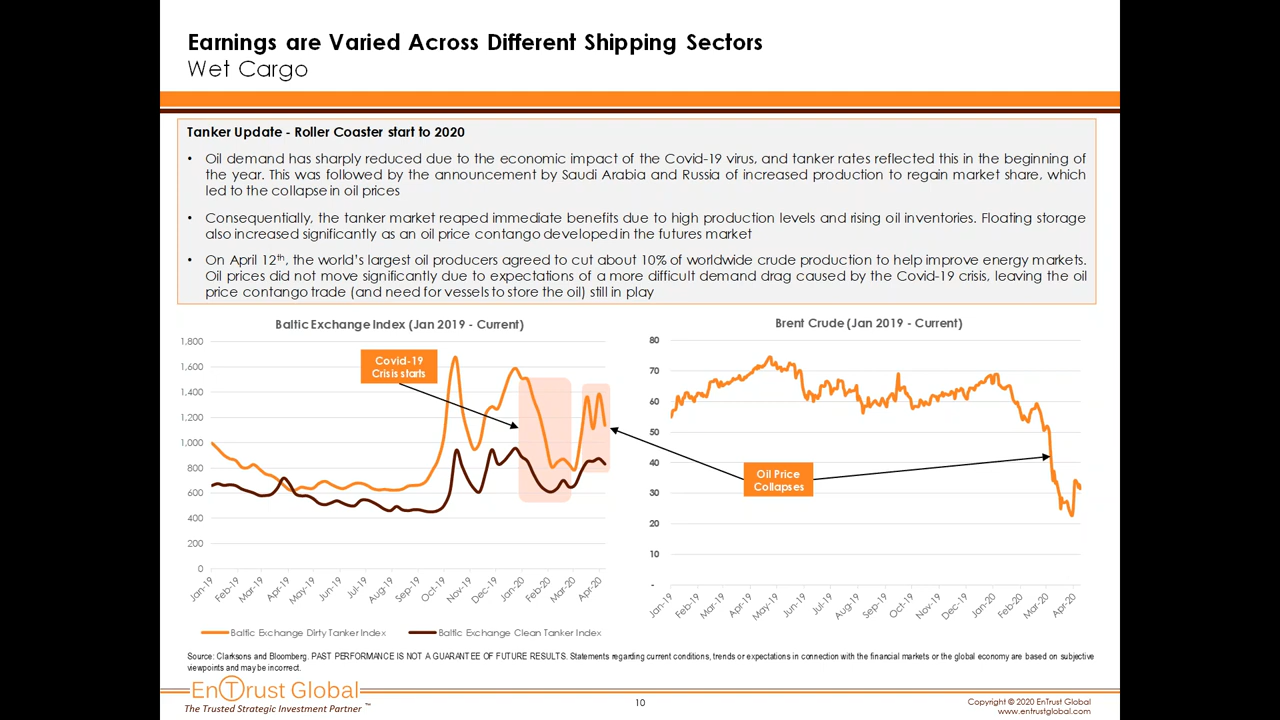 Earnings are Varied Across Different Shipping Sectors
Wet Cargo
Tanker Update - Roller Coaster start to 2020
• Oil demand has sharply reduced due to the economic impact of the Covid-19 virus, and tanker rates reflected this in the beginning of
the year. This was followed by the announcement by Saudi Arabia and Russia of increased production to regain market share, which
led to the collapse in oil prices
• Consequentially, the tanker market reaped immediate benefits due to high production levels and rising oil inventories. Floating storage
also increased significantly as an oil price contango developed in the futures market
• On April 12th, the world's largest oil producers agreed to cut about 10% of worldwide crude production to help improve energy markets.
Oil prices did not move significantly due to expectations of a more difficult demand drag caused by the Covid-19 crisis, leaving the oil
price contango trade (and need for vessels to store the oil) still in play
Baltic Exchange Index (Jan 2019 - Current)
1,800
1,600
1,400
1,200
1,000
800
600
400
200
0
Covid-19
Crisis starts
Jan-19 Feb-19 Mar-19 Apr-19 May-19 Jun-19 Jul-19 Aug-19 Sep-19 Oct-19 Nov-19 Dec-19 Jan-20 Feb-20 Mar-20 Apr-20
Baltic Exchange Dirty Tanker Index Baltic Exchange Clean Tanker Index
Brent Crude (Jan 2019 - Current)
80
70
60
50
40
30
20
10
-
Oil Price
Collapses
Jan-19 Feb-19 Mar-19 Apr-19 May-19 Jun-19 Jul-19 Aug-19 Sep-19 Oct-19 Nov-19 Dec-19 Jan-20 Feb-20 Mar-20 Apr-20
Source: Clarksons and Bloomberg. PAST PERFORMANCE IS NOT A GUARANTEE OF FUTURE RESULTS. Statements regarding current conditions, trends or expectations in connection with the financial markets or the global economy are based on subjective
viewpoints and may be incorrect.
EnTrust Global
The Trusted Strategic Investment Partner ™
10
Copyright © 2020 EnTrust Global
www.entrustglobal.com